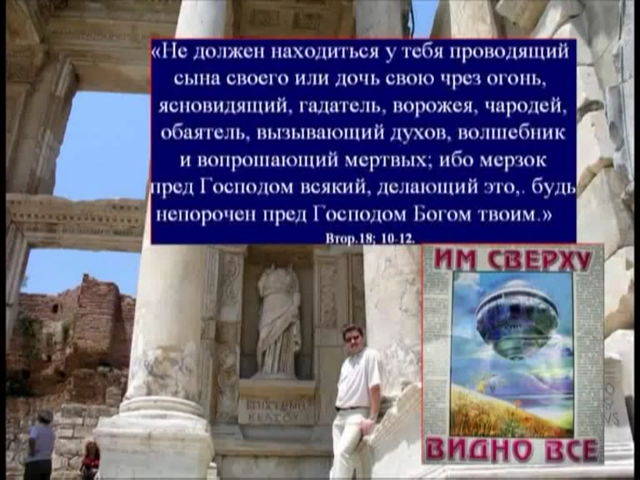 «Не должен находиться у тебя проводящий
сына своего или дочь свою чрез огонь,
ясновидящий, гадатель, ворожея, чародей,
обаятель, вызывающий духов, волшебник
и вопрошающий мертвых; ибо мерзок
пред Господом всякий, делающий это,. будь
непорочен пред Господом Богом твоим.»
Втор.18; 10-12.
ИМ СВЕРХУ
ВИДНО ВСЕ